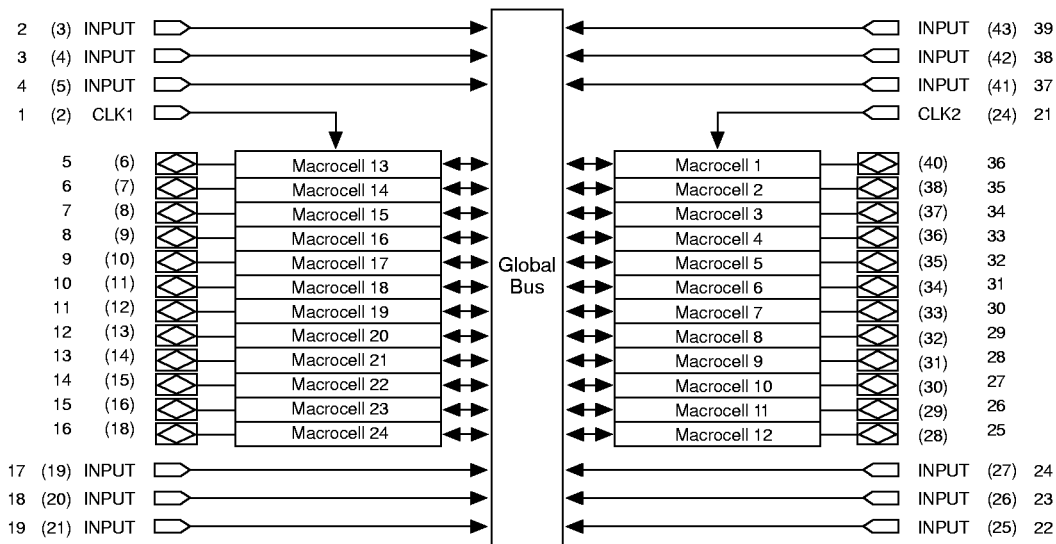 2 (3) INPUT INPUT (43) 39
3 (4) INPUT INPUT (42) 38
4 (5) INPUT INPUT (41) 37
1 (2) CLK1 CLK2 (24) 21
5 (6) Macrocell 13 Macrocell 1 (40) 36
6 (7) Macrocell 14 Macrocell 2 (38) 35
7 (8) Macrocell 15 Macrocell 3 (37) 34
8 (9) Macrocell 16 Macrocell 4 (36) 33
9 (10) Macrocell 17 Global Macrocell 5 (35) 32
10 (11) Macrocell 18 Bus Macrocell 6 (34) 31
11 (12) Macrocell 19 Macrocell 7 (33) 30
12 (13) Macrocell 20 Macrocell 8 (32) 29
13 (14) Macrocell 21 Macrocell 9 (31) 28
14 (15) Macrocell 22 Macrocell 10 (30) 27
15 (16) Macrocell 23 Macrocell 11 (29) 26
16 (18) Macrocell 24 Macrocell 12 (28) 25
17 (19) INPUT INPUT (27) 24
18 (20) INPUT INPUT (26) 23
19 (21) INPUT INPUT (25) 22